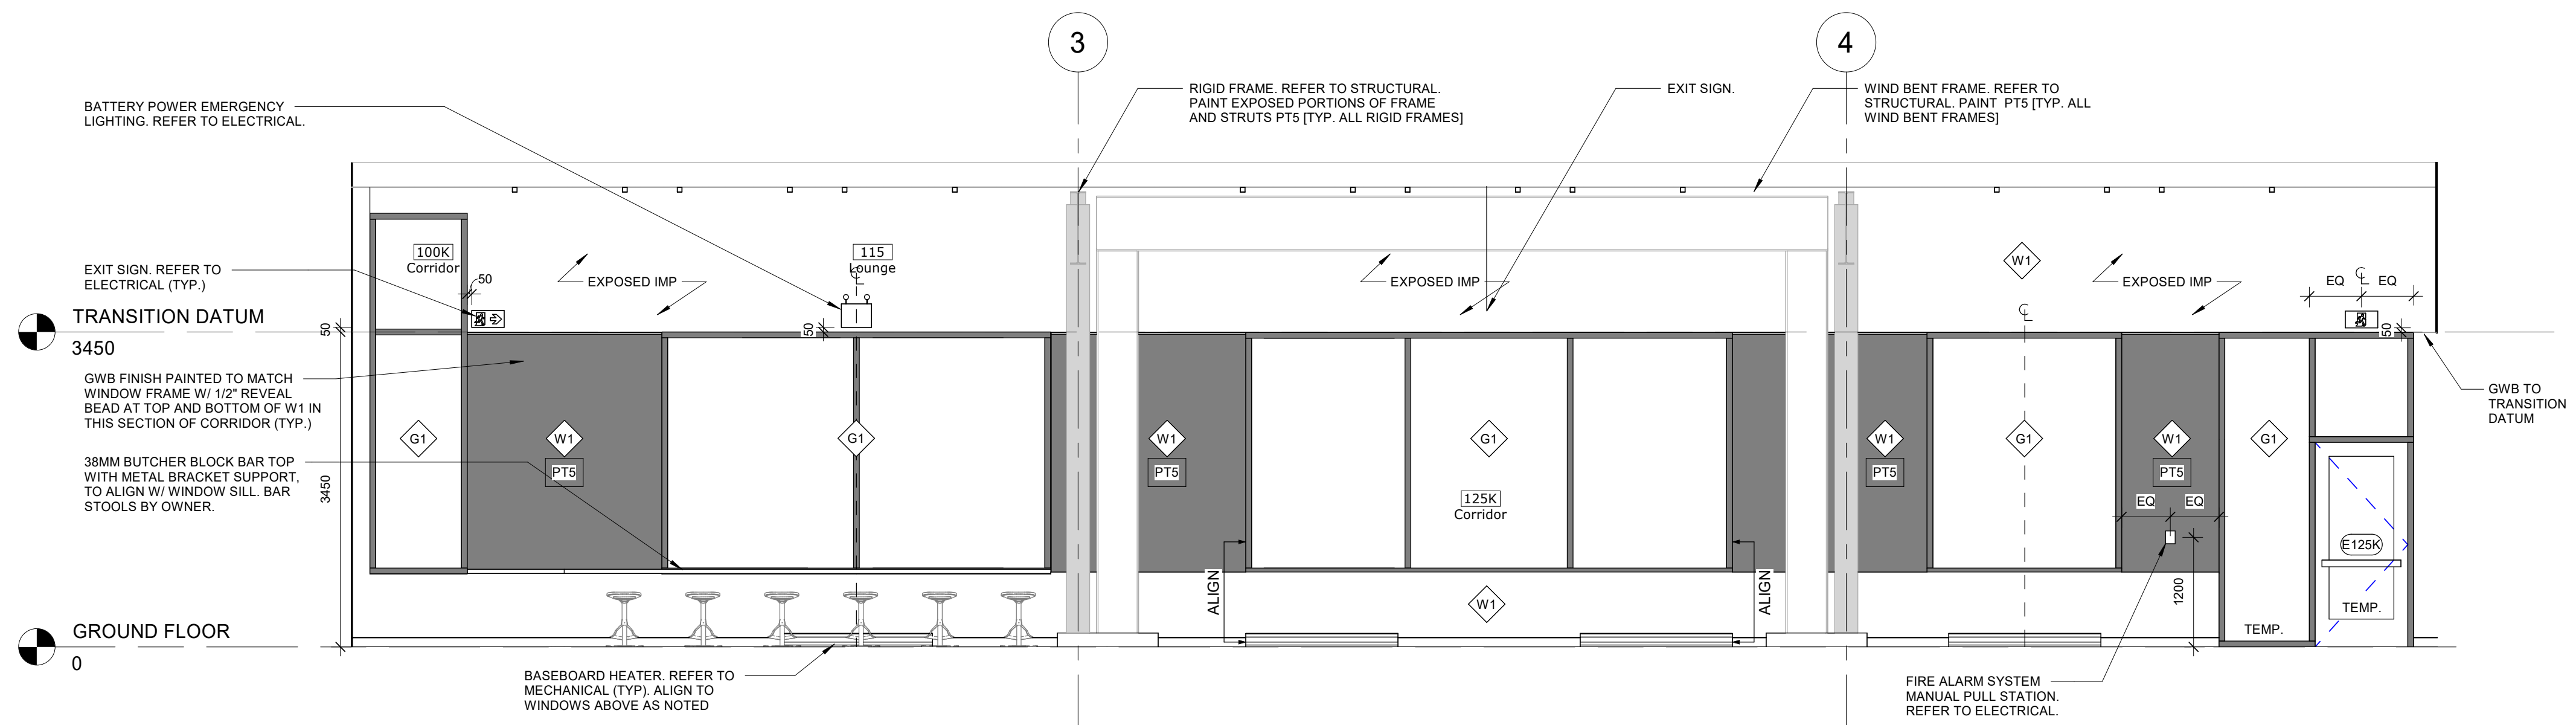 3
4
BATTERY POWER EMERGENCY
LIGHTING. REFER TO ELECTRICAL.
RIGID FRAME. REFER TO STRUCTURAL.
PAINT EXPOSED PORTIONS OF FRAME
AND STRUTS PT5 [TYP. ALL RIGID FRAMES]
EXIT SIGN.
WIND BENT FRAME. REFER TO
STRUCTURAL. PAINT PT5 [TYP. ALL
WIND BENT FRAMES]
EXIT SIGN. REFER TO
ELECTRICAL (TYP.)
100K
Corridor
50
EXPOSED IMP
115
Lounge
CL
EXPOSED IMP
W1
EXPOSED IMP
EQ
CL
EQ
TRANSITION DATUM
3450
50
50
CL
50
GWB FINISH PAINTED TO MATCH
WINDOW FRAME W/ 1/2" REVEAL
BEAD AT TOP AND BOTTOM OF W1 IN
THIS SECTION OF CORRIDOR (TYP.)
GWB TO
TRANSITION
DATUM
G1
W1
PT5
G1
W1
PT5
G1
W1
PT5
G1
W1
PT5
G1
38MM BUTCHER BLOCK BAR TOP
WITH METAL BRACKET SUPPORT,
TO ALIGN W/ WINDOW SILL. BAR
STOOLS BY OWNER.
3450
125K
Corridor
EQ
EQ
E125K
ALIGN
W1
ALIGN
1200
TEMP.
TEMP.
GROUND FLOOR
0
BASEBOARD HEATER. REFER TO
MECHANICAL (TYP). ALIGN TO
WINDOWS ABOVE AS NOTED
FIRE ALARM SYSTEM
MANUAL PULL STATION.
REFER TO ELECTRICAL.